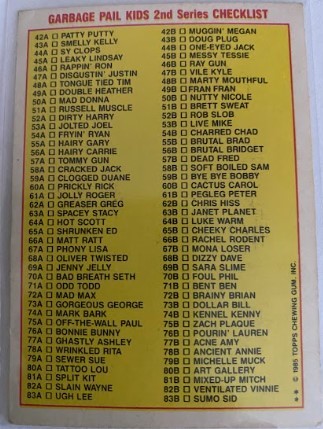 GARBAGE PAIL KIDS 2nd Series CHECKLIST
42A □ PATTY PUTTY
43A □ SMELLY KELLY
44A □ SY CLOPS
45A □ LEAKY LINDSAY
46A □ RAPPIN' RON
47A □ DISGUSTIN' JUSTIN
48A □ TONGUE TIED TIM
49A □ DOUBLE HEATHER
50A □ MAD DONNA
51A □ RUSSELL MUSCLE
52A □ DIRTY HARRY
53A □ JOLTED JOEL
54A □ FRYIN' RYAN
55A □ HAIRY GARY
56A □ HAIRY CARRIE
57A □ TOMMY GUN
58A □ CRACKED JACK
59A □ CLOGGED DUANE
60A □ PRICKLY RICK
61A □ JOLLY ROGER
62A □ GREASER GREG
63A □ SPACEY STACY
64A □ HOT SCOTT
65A □ SHRUNKEN ED
66A □ MATT RATT
67A □ PHONY LISA
68A □ OLIVER TWISTED
69A □ JENNY JELLY
70A □ BAD BREATH SETH
71A □ ODD TODD
72A □ MAD MAX
73A □ GORGEOUS GEORGE
74A □ MARK BARK
75A □ OFF-THE-WALL PAUL
76A □ BONNIE BUNNY
77A □ GHASTLY ASHLEY
78A □ WRINKLED RITA
79A □ SEWER SUE
80A □ TATTOO LOU
81A □ SPLIT KIT
82A □ SLAIN WAYNE
83A □ UGH LEE
42B □ MUGGIN' MEGAN
43B □ DOUG PLUG
44B □ ONE-EYED JACK
45B □ MESSY TESSIE
46B □ RAY GUN
47B □ VILE KYLE
48B □ MARTY MOUTHFUL
49B □ FRAN FRAN
50B □ NUTTY NICOLE
51B □ BRETT SWEAT
52B □ ROB SLOB
53B □ LIVE MIKE
54B □ CHARRED CHAD
55B □ BRUTAL BRAD
56B □ BRUTAL BRIDGET
57B □ DEAD FRED
58B □ SOFT BOILED SAM
59B □ BYE BYE BOBBY
60B □ CACTUS CAROL
61B □ PEGLEG PETER
62B □ CHRIS HISS
63B □ JANET PLANET
64B □ LUKE WARM
65B □ CHEEKY CHARLES
66B □ RACHEL RODENT
67B □ MONA LOSER
68B □ DIZZY DAVE
69B □ SARA SLIME
70B □ FOUL PHIL
71B □ BENT BEN
72B □ BRAINY BRIAN
73B □ DOLLAR BILL
74B □ KENNEL KENNY
75B □ ZACH PLAQUE
76B □ POURIN' LAUREN
77B □ ACNE AMY
78B □ ANCIENT ANNIE
79B □ MICHELLE MUCK
80B □ ART GALLERY
81B □ MIXED-UP MITCH
82B □ VENTILATED VINNIE
83B □ SUMO SID
** © 1985 TOPPS CHEWING GUM, INC.